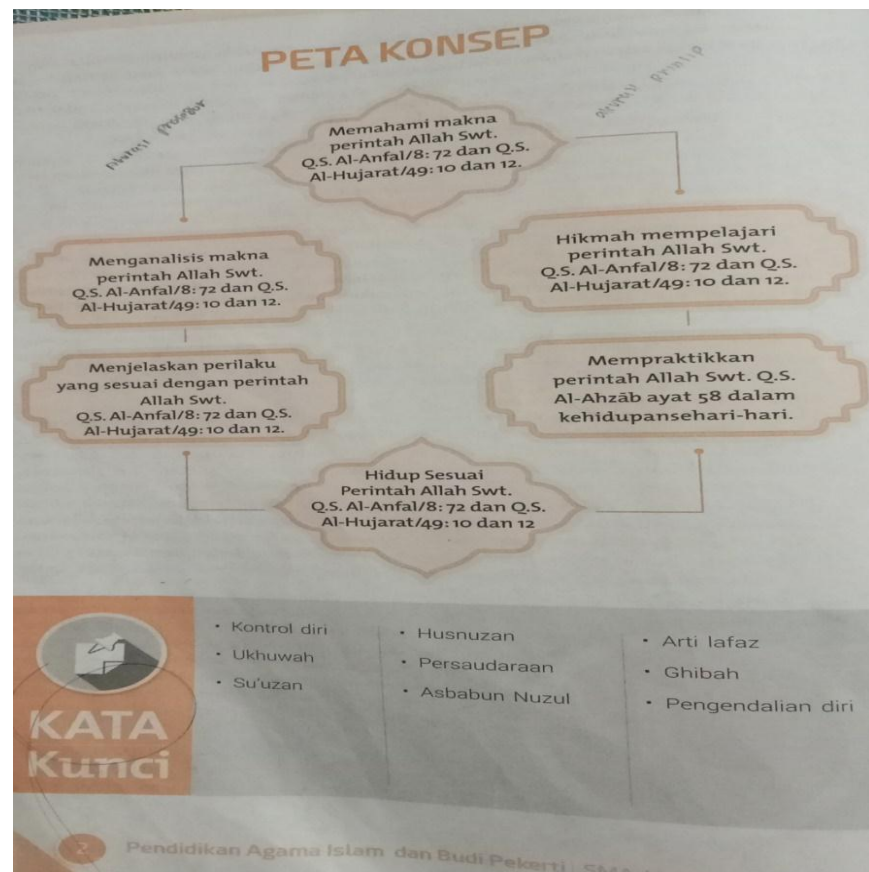 PETA KONSEP
akurasi prinsip
akurasi prosedur
Memahami makna
perintah Allah Swt.
Q.S. Al-Anfal/8: 72 dan Q.S.
Al-Hujarat/49: 10 dan 12.
Menganalisis makna
perintah Allah Swt.
Q.S. Al-Anfal/8: 72 dan Q.S.
Al-Hujarat/49: 10 dan 12.
Hikmah mempelajari
perintah Allah Swt.
Q.S. Al-Anfal/8: 72 dan Q.S.
Al-Hujarat/49: 10 dan 12.
Menjelaskan perilaku
yang sesuai dengan perintah
Allah Swt.
Q.S. Al-Anfal/8: 72 dan Q.S.
Al-Hujarat/49: 10 dan 12.
Mempraktikkan
perintah Allah Swt. Q.S.
Al-Ahzāb ayat 58 dalam
kehidupansehari-hari.
Hidup Sesuai
Perintah Allah Swt.
Q.S. Al-Anfal/8: 72 dan Q.S.
Al-Hujarat/49: 10 dan 12
KATA
Kunci
• Kontrol diri
• Ukhuwah
• Su'uzan
• Husnuzan
• Persaudaraan
• Asbabun Nuzul
• Arti lafaz
• Ghibah
• Pengendalian diri
2
Pendidikan Agama Islam dan Budi Pekerti